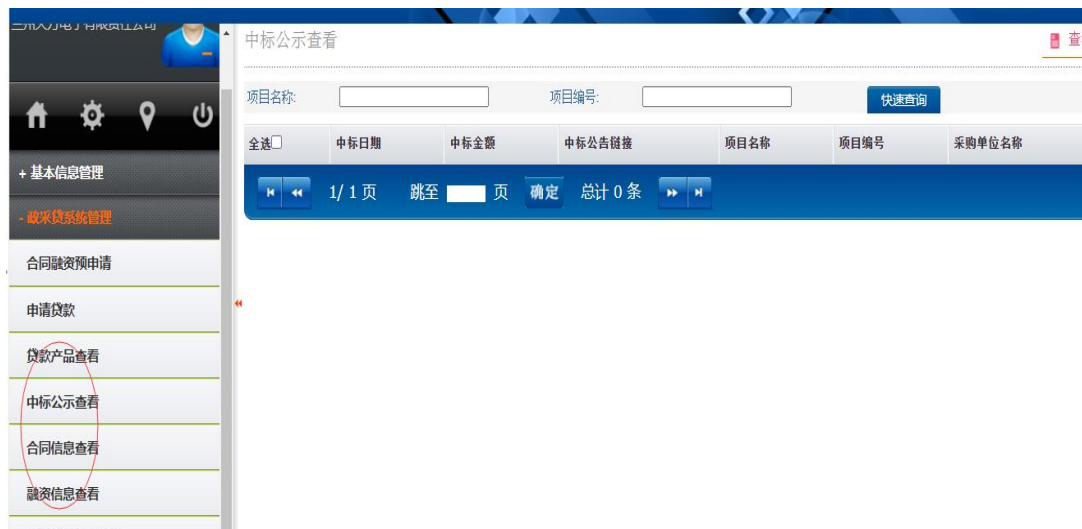 中标公示查看
查
项目名称:
项目编号:
快速查询
全选 中标日期 中标金额 中标公告链接 项目名称 项目编号 采购单位名称
1/ 1 页 跳至 页 确定 总计 0 条
+ 基本信息管理
- 政采贷系统管理
合同融资预申请
申请贷款
贷款产品查看
中标公示查看
合同信息查看
融资信息查看